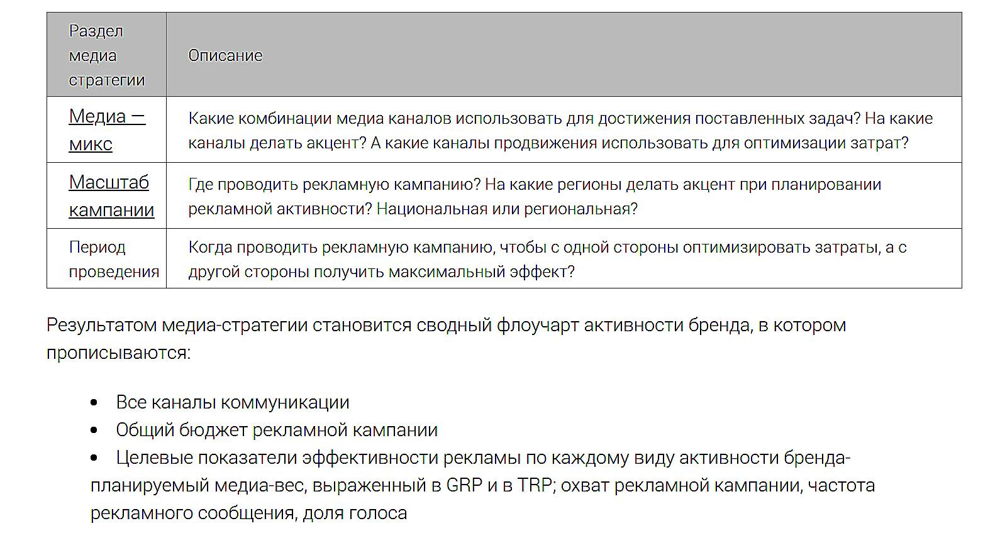 Раздел
медиа
стратегии
Описание
Медиа —
микс
Какие комбинации медиа каналов использовать для достижения поставленных задач? На какие
каналы делать акцент? А какие каналы продвижения использовать для оптимизации затрат?
Масштаб
кампании
Где проводить рекламную кампанию? На какие регионы делать акцент при планировании
рекламной активности? Национальная или региональная?
Период
проведения
Когда проводить рекламную кампанию, чтобы с одной стороны оптимизировать затраты, а с
другой стороны получить максимальный эффект?
Результатом медиа-стратегии становится сводный флоучарт активности бренда, в котором
прописываются:
• Все каналы коммуникации
• Общий бюджет рекламной кампании
• Целевые показатели эффективности рекламы по каждому виду активности бренда-
планируемый медиа-вес, выраженный в GRP и в TRP; охват рекламной кампании, частота
рекламного сообщения, доля голоса